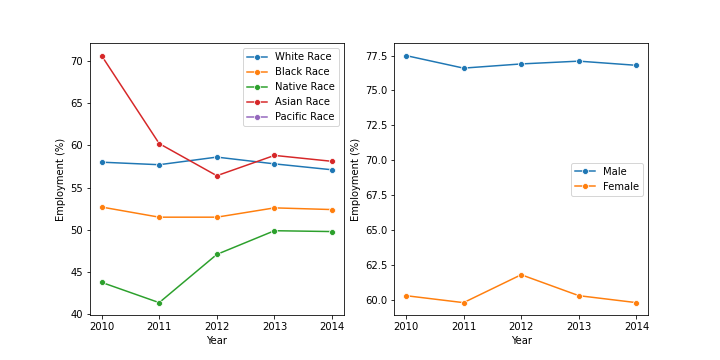 70
65
60
55
50
45
40
Employment (%)
2010 2011 2012 2013 2014
Year
White Race
Black Race
Native Race
Asian Race
Pacific Race
77.5
75.0
72.5
70.0
67.5
65.0
62.5
60.0
Employment (%)
2010 2011 2012 2013 2014
Year
Male
Female